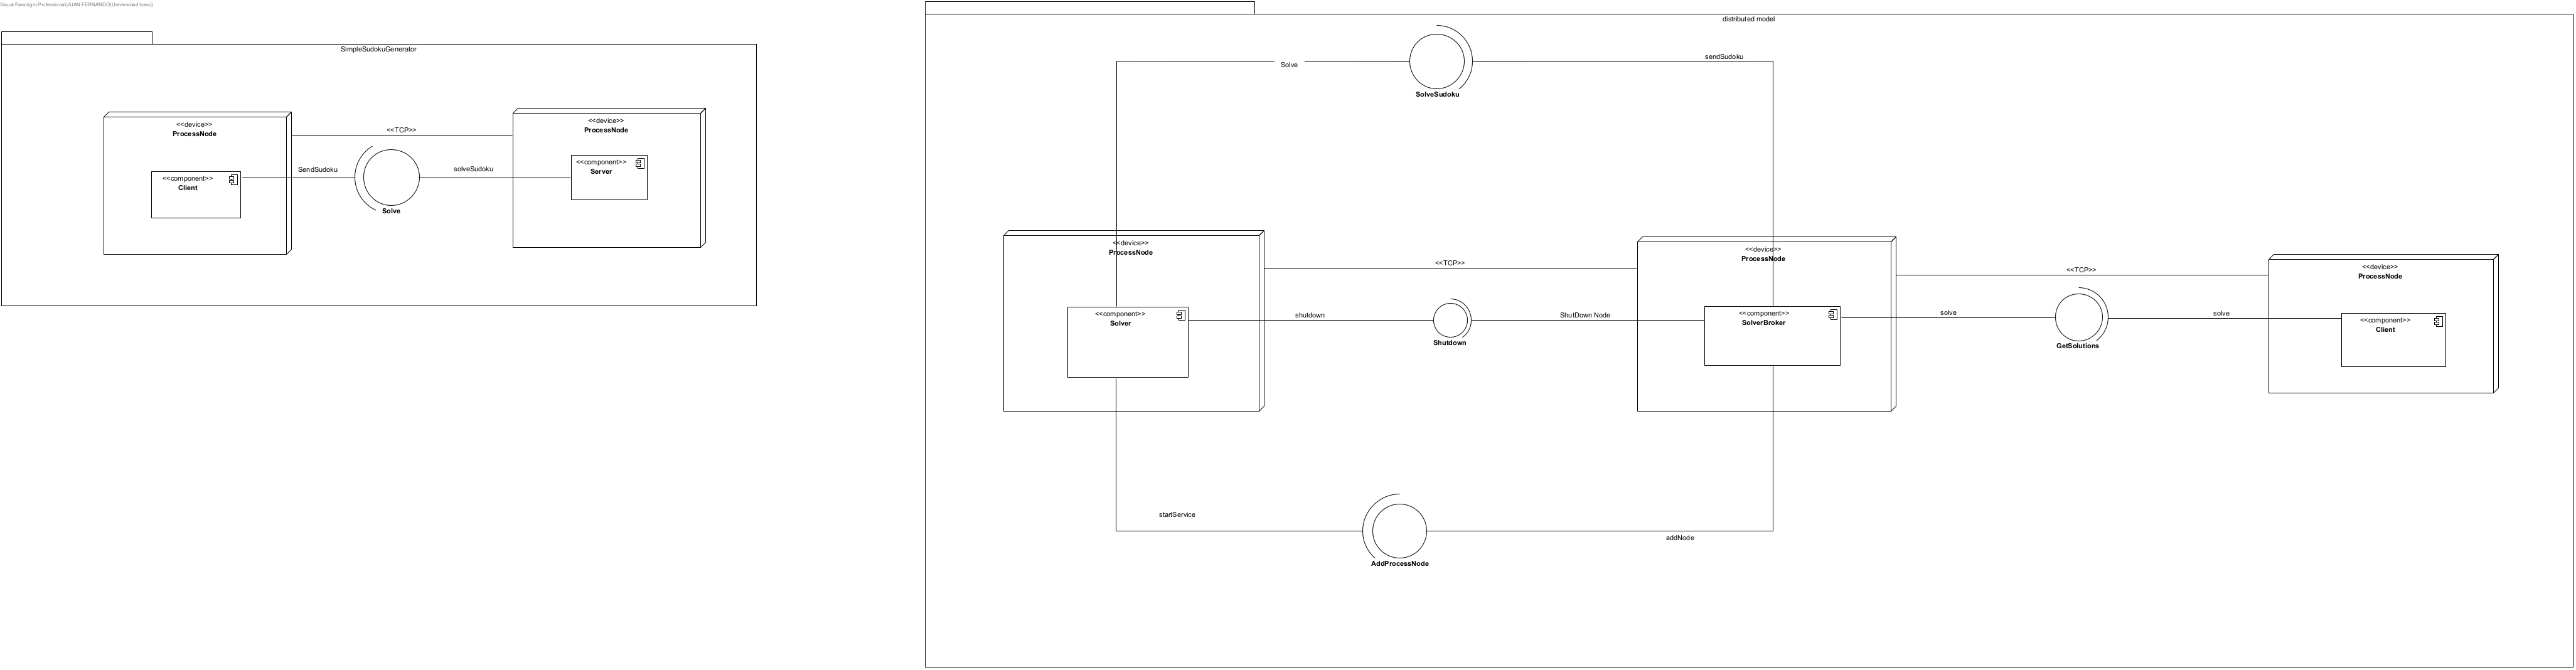 Visual Paradigm Professional(JUAN FERNANDO(Universidad Icesi))
SimpleSudokuGenerator
<<device>>
ProcessNode
<<component>>
Client
<<TCP>>
SendSudoku
solveSudoku
Solve
<<device>>
ProcessNode
<<component>>
Server
distributed model
Solve
sendSudoku
SolveSudoku
<<device>>
ProcessNode
<<component>>
Solver
<<TCP>>
shutdown
ShutDown Node
Shutdown
<<device>>
ProcessNode
<<component>>
SolverBroker
<<TCP>>
solve
solve
GetSolutions
<<device>>
ProcessNode
<<component>>
Client
startService
addNode
AddProcessNode